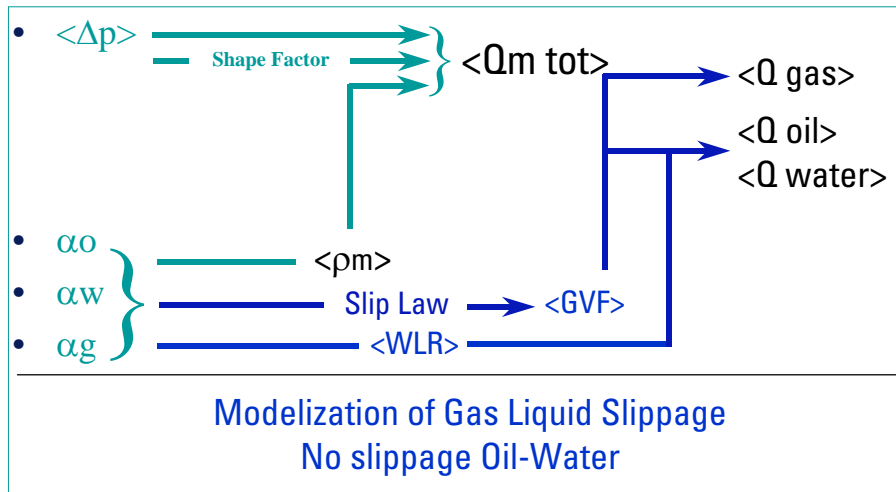 <Δp>
Shape Factor
<Qm tot>
<Q gas>
<Q oil>
<Q water>
αo
<ρm>
αw
Slip Law
<GVF>
αg
<WLR>
Modelization of Gas Liquid Slippage
No slippage Oil-Water